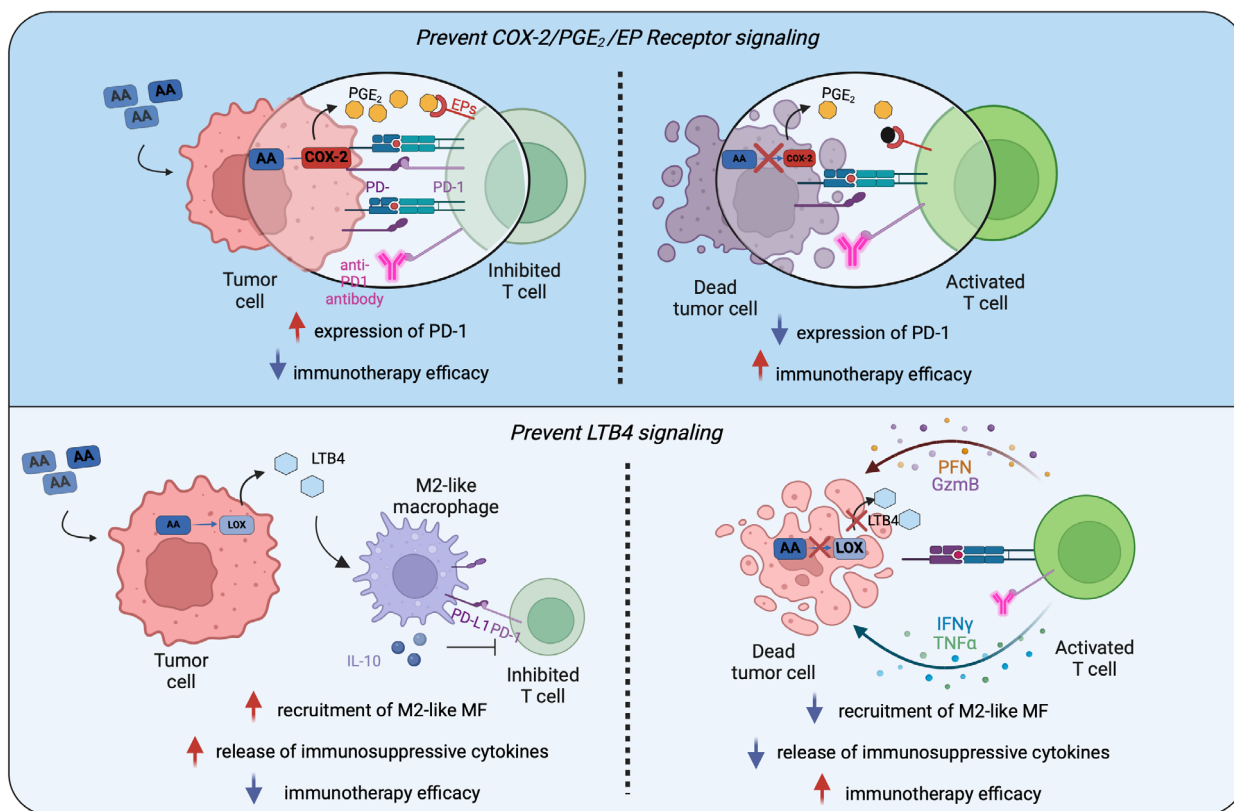 Prevent COX-2/PGE₂/EP Receptor signaling
AA
AA
AA
PGE₂
EPs
AA
COX-2
PD-
PD-1
anti-
PD1
antibody
Tumor
cell
Inhibited
T cell
expression of PD-1
immunotherapy efficacy
PGE₂
AA
COX-2
Dead
tumor cell
Activated
T cell
expression of PD-1
immunotherapy efficacy
Prevent LTB4 signaling
AA
AA
AA
LTB4
AA
LOX
M2-like
macrophage
PD-L1
PD-1
IL-10
Tumor
cell
Inhibited
T cell
recruitment of M2-like MF
release of immunosuppressive cytokines
immunotherapy efficacy
PFN
GzmB
LTB4
AA
LOX
IFNγ
TNFα
Dead
tumor cell
Activated
T cell
recruitment of M2-like MF
release of immunosuppressive cytokines
immunotherapy efficacy